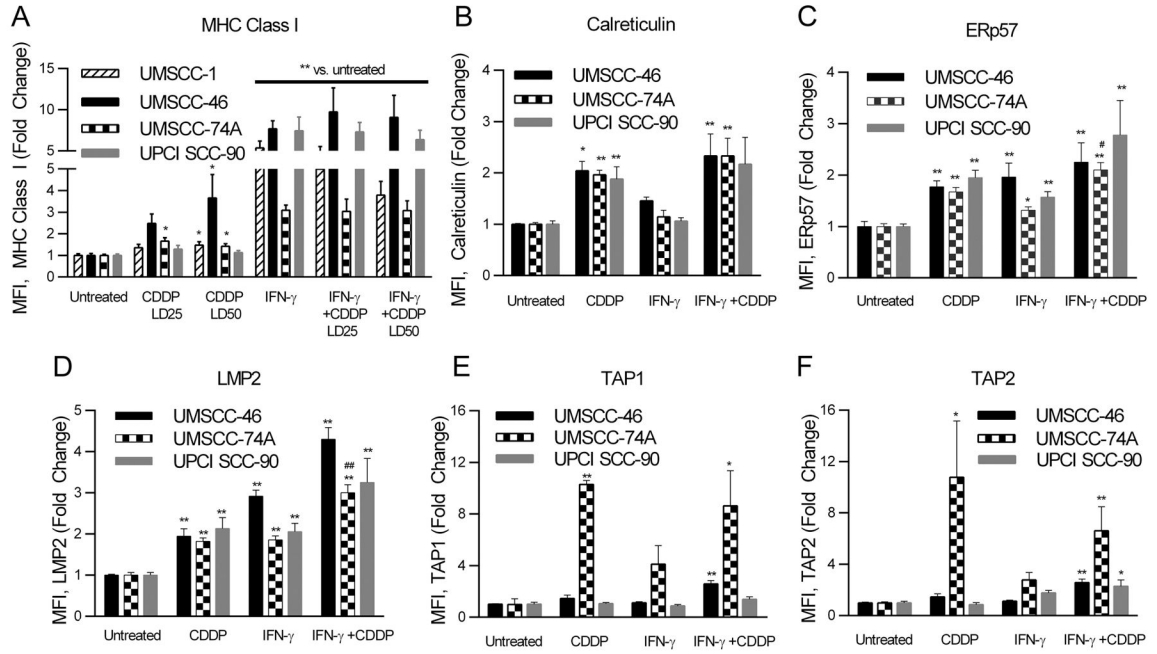 A
MHC Class I
MFI, MHC Class I (Fold Change)
UMSCC-1
UMSCC-46
UMSCC-74A
UPCI SCC-90
** vs. untreated
15
10
5
5
4
3
2
1
0
*
*
*
*
Untreated
CDDP
LD25
CDDP
LD50
IFN-γ
IFN-γ
+CDDP
LD25
IFN-γ
+CDDP
LD50
B
Calreticulin
MFI, Calreticulin (Fold Change)
UMSCC-46
UMSCC-74A
UPCI SCC-90
4
3
2
1
0
* ** **
** **
Untreated CDDP IFN-γ IFN-γ +CDDP
C
ERp57
MFI, ERp57 (Fold Change)
UMSCC-46
UMSCC-74A
UPCI SCC-90
4
3
2
1
0
** ** **
** * **
** #
** **
Untreated CDDP IFN-γ IFN-γ +CDDP
D
LMP2
MFI, LMP2 (Fold Change)
UMSCC-46
UMSCC-74A
UPCI SCC-90
5
4
3
2
1
0
** ** **
** ** **
** ##
** **
Untreated CDDP IFN-γ IFN-γ +CDDP
E
TAP1
MFI, TAP1 (Fold Change)
UMSCC-46
UMSCC-74A
UPCI SCC-90
16
12
8
4
0
**
** *
Untreated CDDP IFN-γ IFN-γ +CDDP
F
TAP2
MFI, TAP2 (Fold Change)
UMSCC-46
UMSCC-74A
UPCI SCC-90
16
12
8
4
0
*
** ** *
Untreated CDDP IFN-γ IFN-γ +CDDP